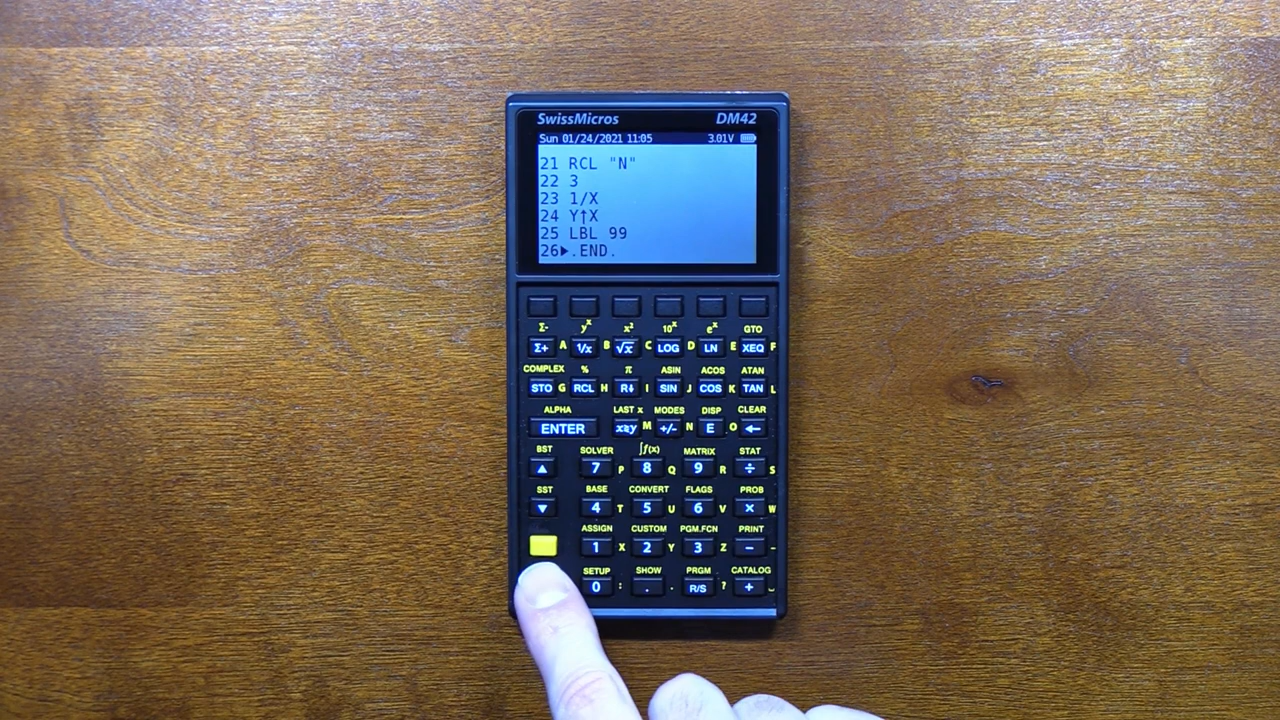 SwissMicros DM42
Sun 01/24/2021 11:05 3.01V
21 RCL "N"
22 3
23 1/X
24 Y↑X
25 LBL 99
26▶.END.
Σ- yˣ x² 10ˣ eˣ GTO
Σ+ A 1/x B √x C LOG D LN E XEQ F
COMPLEX % π ASIN ACOS ATAN
STO G RCL H R↓ I SIN J COS K TAN L
ALPHA LAST x MODES DISP CLEAR
ENTER x≷y M +/- N E O ←
BST SOLVER ∫f(x) MATRIX STAT
▲ 7 P 8 Q 9 R ÷ S
SST BASE CONVERT FLAGS PROB
▼ 4 T 5 U 6 V × W
ASSIGN CUSTOM PGM.FCN PRINT
1 X 2 Y 3 Z − -
SETUP SHOW PRGM CATALOG
0 : . . R/S ? + ⎵